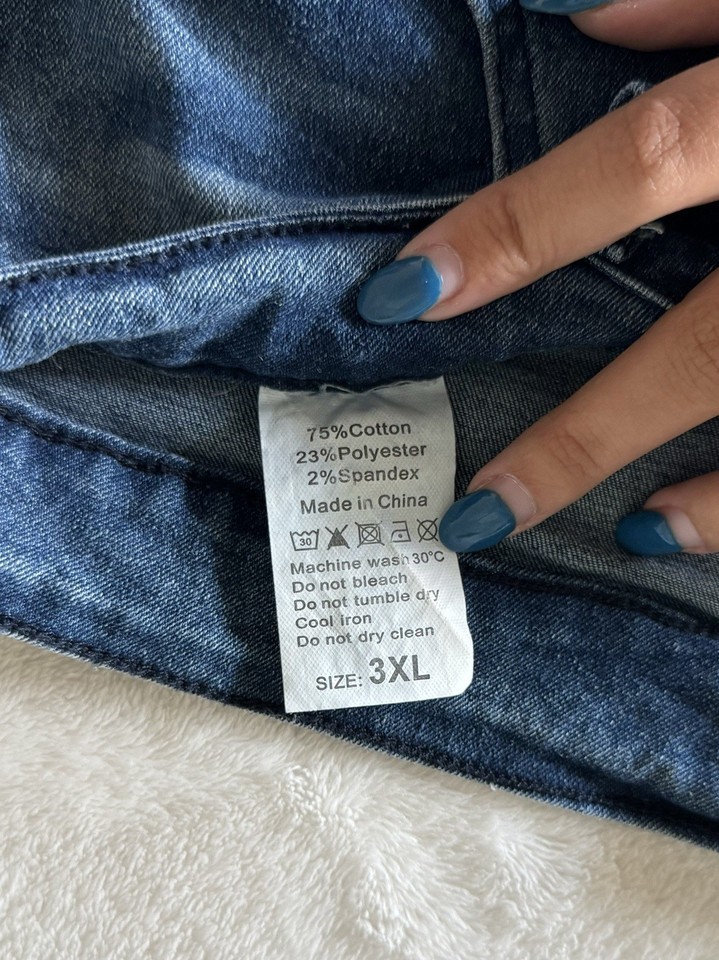 75%Cotton
23%Polyester
2%Spandex
Made in China
30
Machine wash 30°C
Do not bleach
Do not tumble dry
Cool iron
Do not dry clean
SIZE: 3XL